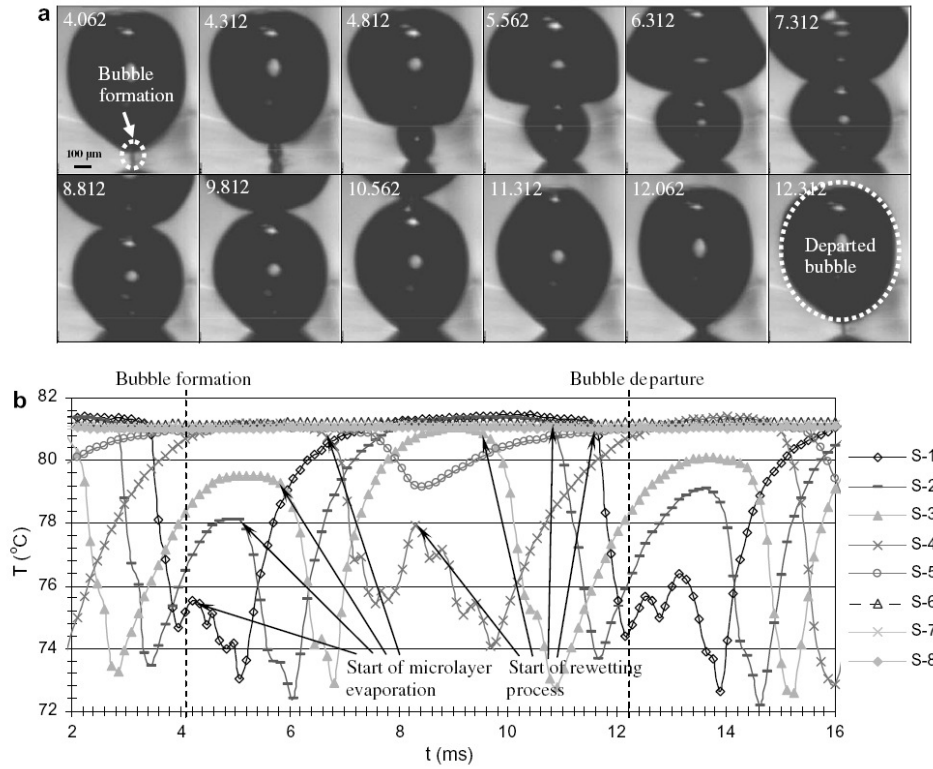 a
4.062
4.312
4.812
5.562
6.312
7.312
Bubble
formation
100 µm
8.812
9.812
10.562
11.312
12.062
12.312
Departed
bubble
b
Bubble formation
Bubble departure
82
80
78
76
74
72
T (°C)
Start of microlayer
evaporation
Start of rewetting
process
2
4
6
8
10
12
14
16
t (ms)
S-1
S-2
S-3
S-4
S-5
S-6
S-7
S-8